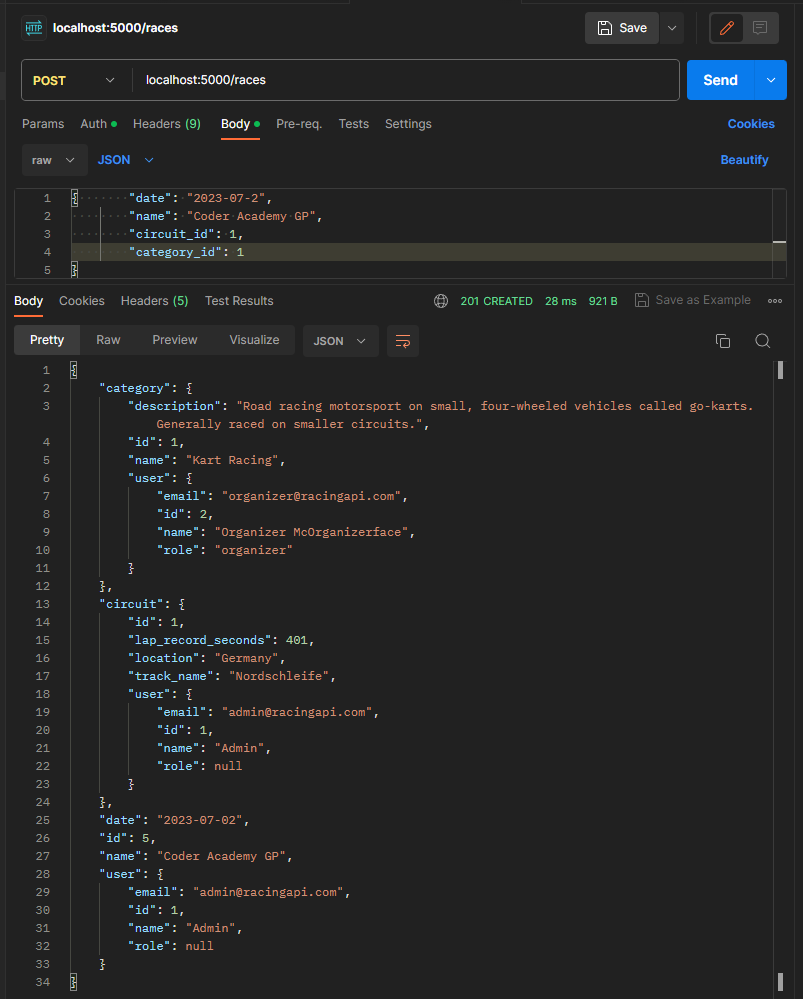 HTTP localhost:5000/races Save
POST localhost:5000/races Send
Params Auth Headers (9) Body Pre-req. Tests Settings Cookies
raw JSON Beautify
1 { "date": "2023-07-2",
2 "name": "Coder Academy GP",
3 "circuit_id": 1,
4 "category_id": 1
5 }
Body Cookies Headers (5) Test Results 201 CREATED 28 ms 921 B Save as Example
Pretty Raw Preview Visualize JSON
1 {
2 "category": {
3 "description": "Road racing motorsport on small, four-wheeled vehicles called go-karts.
Generally raced on smaller circuits.",
4 "id": 1,
5 "name": "Kart Racing",
6 "user": {
7 "email": "organizer@racingapi.com",
8 "id": 2,
9 "name": "Organizer McOrganizerface",
10 "role": "organizer"
11 }
12 },
13 "circuit": {
14 "id": 1,
15 "lap_record_seconds": 401,
16 "location": "Germany",
17 "track_name": "Nordschleife",
18 "user": {
19 "email": "admin@racingapi.com",
20 "id": 1,
21 "name": "Admin",
22 "role": null
23 }
24 },
25 "date": "2023-07-02",
26 "id": 5,
27 "name": "Coder Academy GP",
28 "user": {
29 "email": "admin@racingapi.com",
30 "id": 1,
31 "name": "Admin",
32 "role": null
33 }
34 }